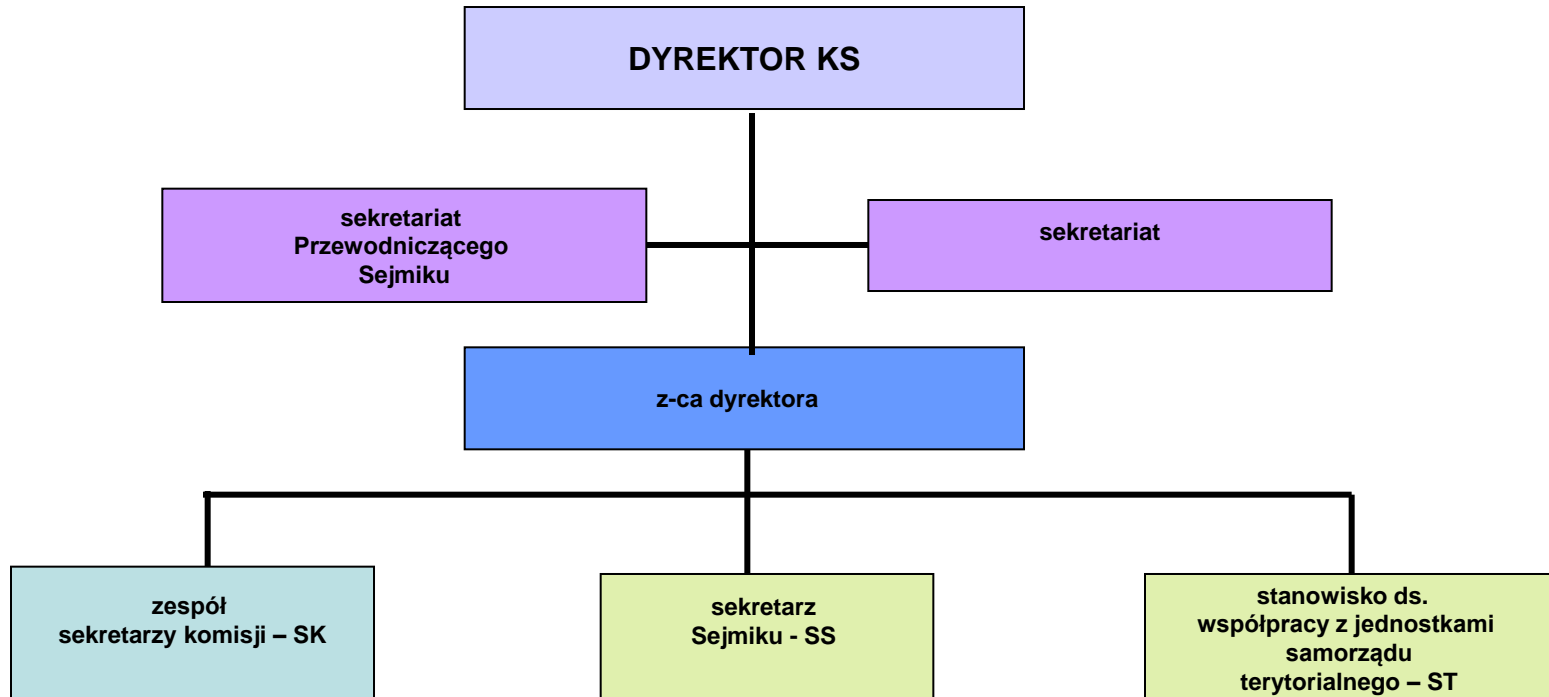 DYREKTOR KS
sekretariat
Przewodniczącego
Sejmiku
sekretariat
z-ca dyrektora
zespół
sekretarzy komisji – SK
sekretarz
Sejmiku - SS
stanowisko ds.
współpracy z jednostkami
samorządu
terytorialnego – ST